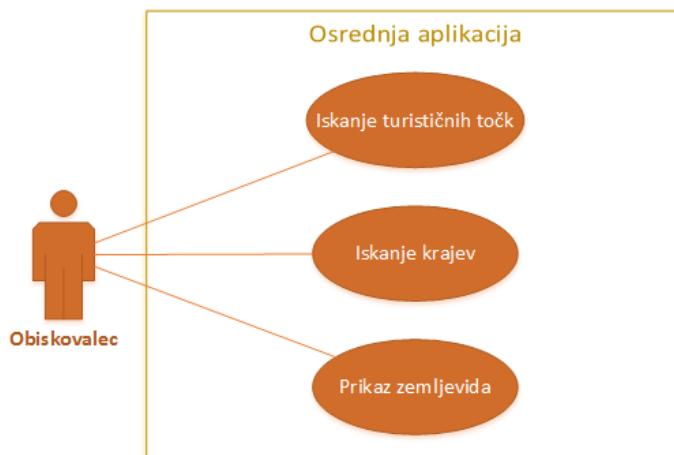 Osrednja aplikacija
Iskanje turističnih točk
Iskanje krajev
Obiskovalec
Prikaz zemljevida